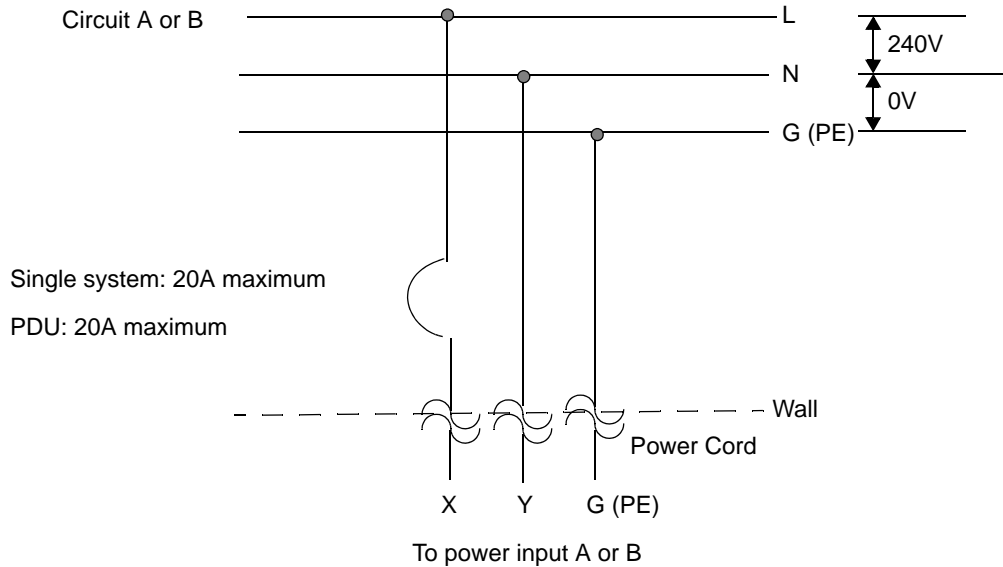 Circuit A or B
L
240V
N
0V
G (PE)
Single system: 20A maximum
PDU: 20A maximum
Wall
Power Cord
X Y G (PE)
To power input A or B